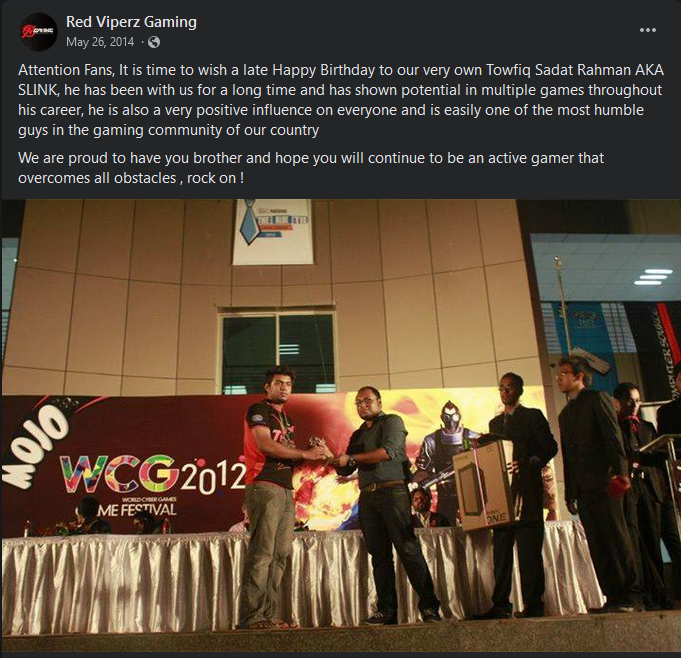 Red Viperz Gaming
May 26, 2014 ·
Attention Fans, It is time to wish a late Happy Birthday to our very own Towfiq Sadat Rahman AKA
SLINK, he has been with us for a long time and has shown potential in multiple games throughout
his career, he is also a very positive influence on everyone and is easily one of the most humble
guys in the gaming community of our country
We are proud to have you brother and hope you will continue to be an active gamer that
overcomes all obstacles , rock on !
MOJO
WCG 2012
WORLD CYBER GAMES
ME FESTIVAL
ONE